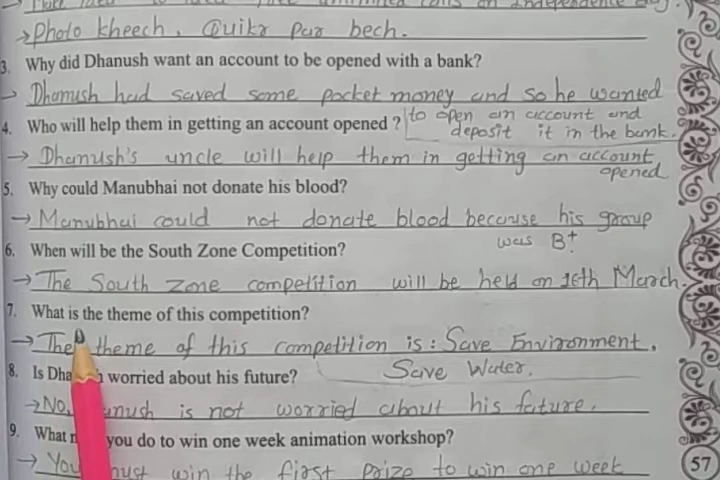 → Photo kheech, Quikr par bech.
3. Why did Dhanush want an account to be opened with a bank?
→ Dhanush had saved some pocket money and so he wanted
to open an account and
deposit it in the bank.
4. Who will help them in getting an account opened ?
→ Dhanush's uncle will help them in getting an account
opened
5. Why could Manubhai not donate his blood?
→ Manubhai could not donate blood because his group
was B+.
6. When will be the South Zone Competition?
→ The South zone competition will be held on 16th March.
7. What is the theme of this competition?
→ The theme of this competition is : Save Environment,
Save Water.
8. Is Dha h worried about his future?
→ No, anush is not worried about his future.
9. What you do to win one week animation workshop?
→ You must win the first prize to win one week
57